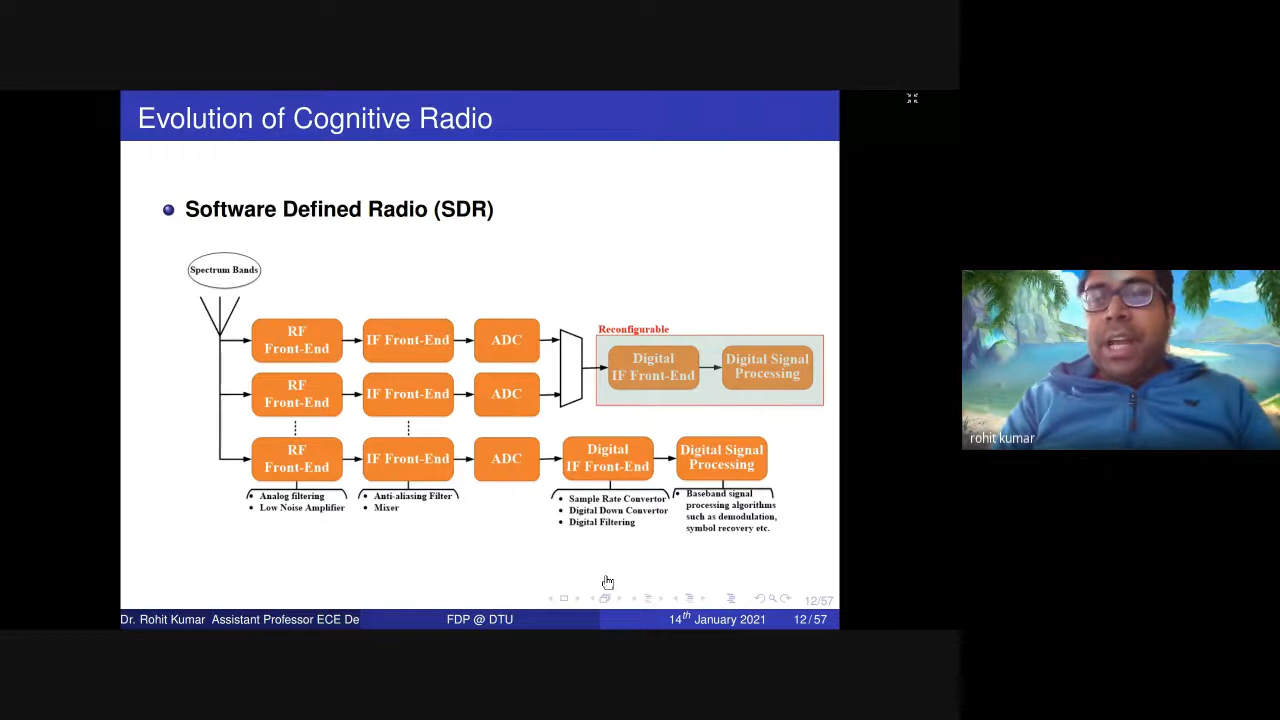 Evolution of Cognitive Radio
Software Defined Radio (SDR)
Spectrum Bands
RF
Front-End
IF Front-End
ADC
Reconfigurable
Digital
IF Front-End
Digital Signal
Processing
RF
Front-End
IF Front-End
ADC
RF
Front-End
IF Front-End
ADC
Digital
IF Front-End
Digital Signal
Processing
Analog filtering
Low Noise Amplifier
Anti-aliasing Filter
Mixer
Sample Rate Convertor
Digital Down Convertor
Digital Filtering
Baseband signal
processing algorithms
such as demodulation,
symbol recovery etc.
12/57
Dr. Rohit Kumar Assistant Professor ECE De
FDP @ DTU
14th January 2021
12 / 57
rohit kumar